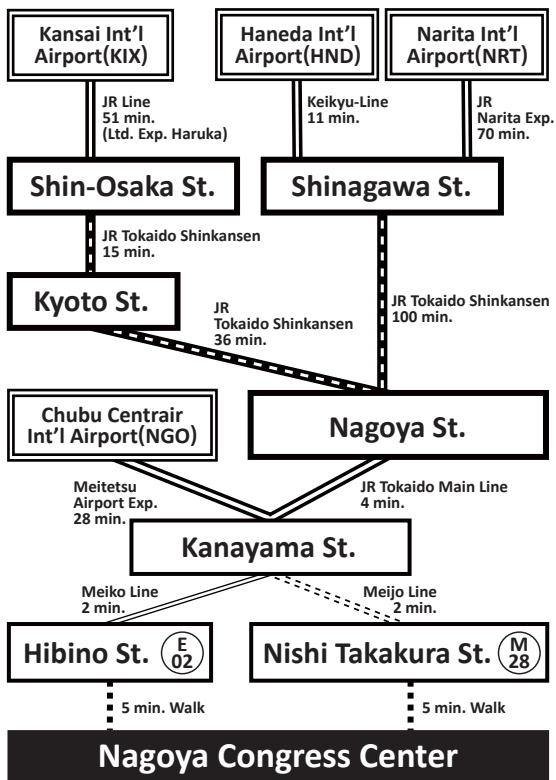 Kansai Int'l
Airport(KIX)
Haneda Int'l
Airport(HND)
Narita Int'l
Airport(NRT)
JR Line
51 min.
(Ltd. Exp. Haruka)
Keikyu-Line
11 min.
JR
Narita Exp.
70 min.
Shin-Osaka St.
Shinagawa St.
JR Tokaido Shinkansen
15 min.
Kyoto St.
JR
Tokaido Shinkansen
36 min.
JR Tokaido Shinkansen
100 min.
Chubu Centrair
Int'l Airport(NGO)
Nagoya St.
Meitetsu
Airport Exp.
28 min.
JR Tokaido Main Line
4 min.
Kanayama St.
Meiko Line
2 min.
Meijo Line
2 min.
Hibino St.
E
02
Nishi Takakura St.
M
28
5 min. Walk
5 min. Walk
Nagoya Congress Center